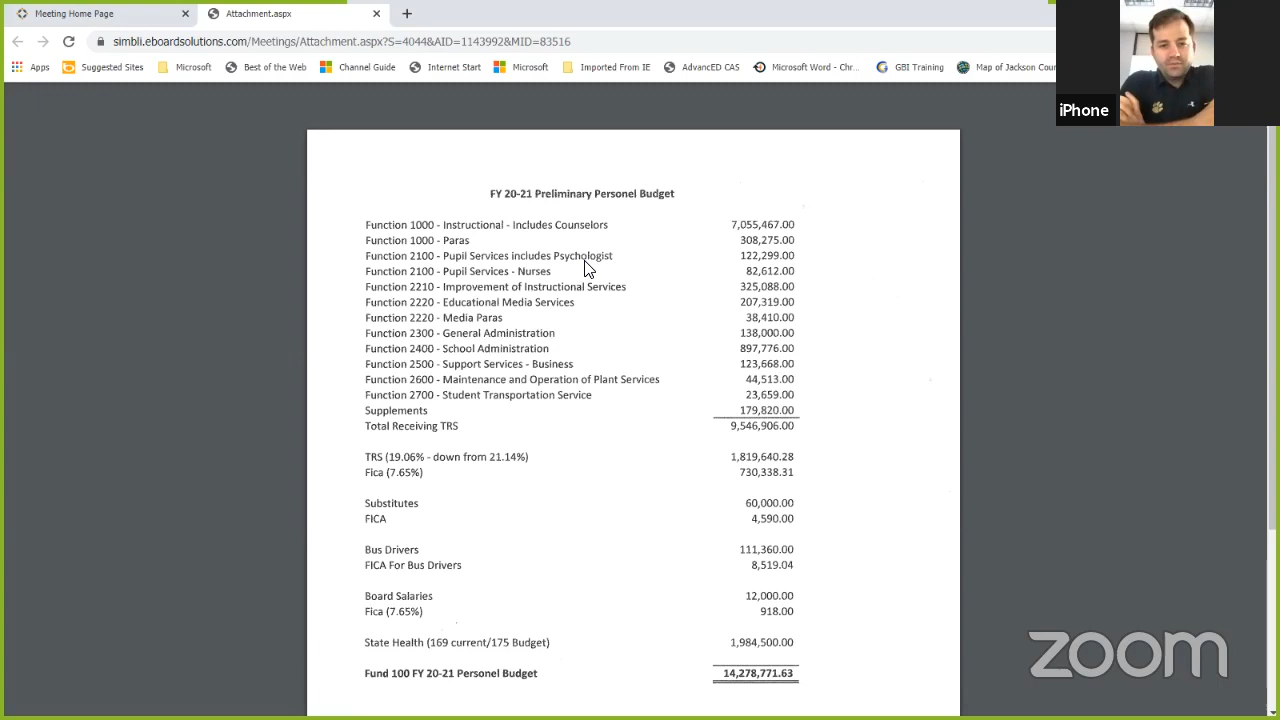 Meeting Home Page
Attachment.aspx
simbli.eboardsolutions.com/Meetings/Attachment.aspx?S=4044&AID=1143992&MID=83516
Apps Suggested Sites Microsoft Best of the Web Channel Guide Internet Start Microsoft Imported From IE AdvancED CAS Microsoft Word - Chr... GBI Training Map of Jackson Cour
iPhone
FY 20-21 Preliminary Personel Budget
Function 1000 - Instructional - Includes Counselors 7,055,467.00
Function 1000 - Paras 308,275.00
Function 2100 - Pupil Services includes Psychologist 122,299.00
Function 2100 - Pupil Services - Nurses 82,612.00
Function 2210 - Improvement of Instructional Services 325,088.00
Function 2220 - Educational Media Services 207,319.00
Function 2220 - Media Paras 38,410.00
Function 2300 - General Administration 138,000.00
Function 2400 - School Administration 897,776.00
Function 2500 - Support Services - Business 123,668.00
Function 2600 - Maintenance and Operation of Plant Services 44,513.00
Function 2700 - Student Transportation Service 23,659.00
Supplements 179,820.00
Total Receiving TRS 9,546,906.00
TRS (19.06% - down from 21.14%) 1,819,640.28
Fica (7.65%) 730,338.31
Substitutes 60,000.00
FICA 4,590.00
Bus Drivers 111,360.00
FICA For Bus Drivers 8,519.04
Board Salaries 12,000.00
Fica (7.65%) 918.00
State Health (169 current/175 Budget) 1,984,500.00
Fund 100 FY 20-21 Personel Budget 14,278,771.63
zoom